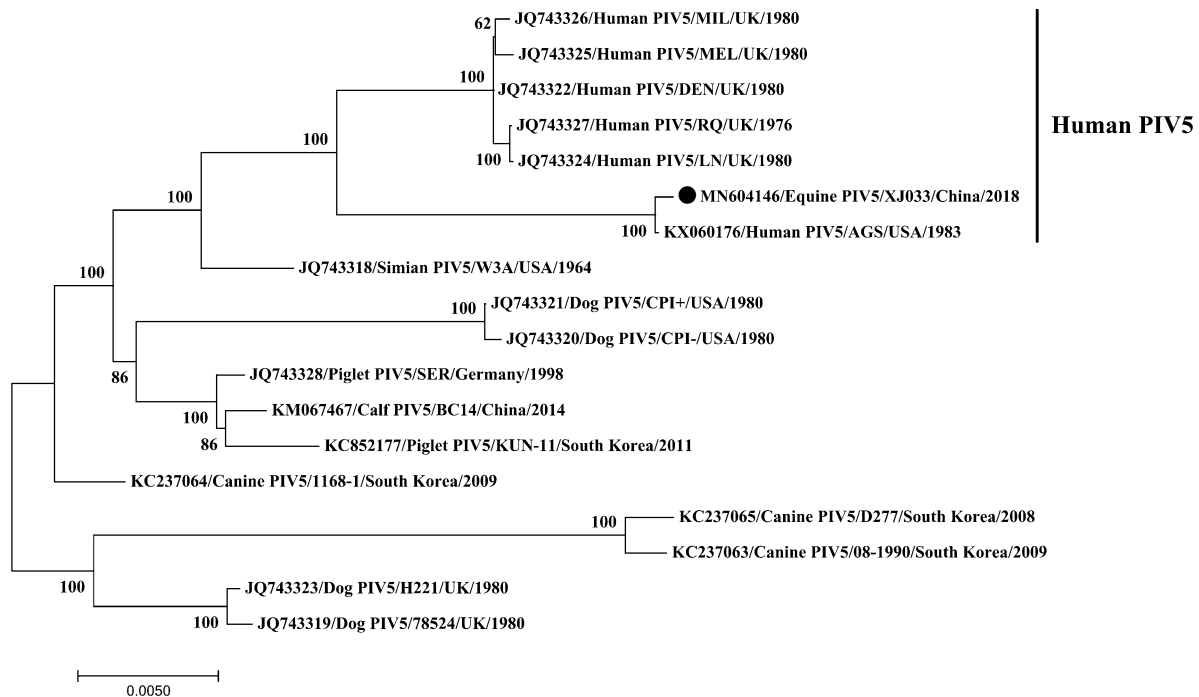 62
JQ743326/Human PIV5/MIL/UK/1980
JQ743325/Human PIV5/MEL/UK/1980
100
JQ743322/Human PIV5/DEN/UK/1980
JQ743327/Human PIV5/RQ/UK/1976
Human PIV5
100
100
JQ743324/Human PIV5/LN/UK/1980
100
MN604146/Equine PIV5/XJ033/China/2018
100
KX060176/Human PIV5/AGS/USA/1983
100
JQ743318/Simian PIV5/W3A/USA/1964
100
JQ743321/Dog PIV5/CPI+/USA/1980
JQ743320/Dog PIV5/CPI-/USA/1980
86
JQ743328/Piglet PIV5/SER/Germany/1998
100
KM067467/Calf PIV5/BC14/China/2014
86
KC852177/Piglet PIV5/KUN-11/South Korea/2011
KC237064/Canine PIV5/1168-1/South Korea/2009
100
KC237065/Canine PIV5/D277/South Korea/2008
KC237063/Canine PIV5/08-1990/South Korea/2009
100
JQ743323/Dog PIV5/H221/UK/1980
100
JQ743319/Dog PIV5/78524/UK/1980
0.0050